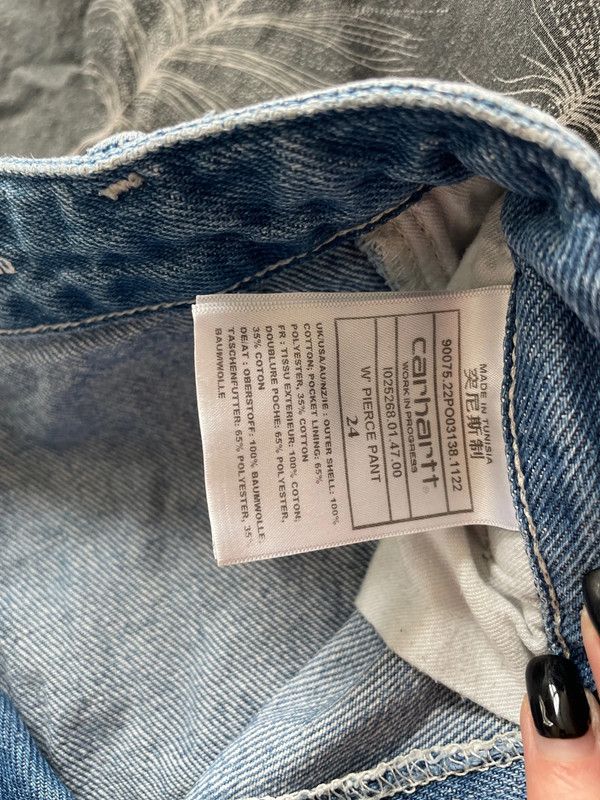 MADE IN TUNISIA
突尼斯制
90075.22PO03138.1122
carhartt®
WORK IN PROGRESS
I025268.01.47.00
W' PIERCE PANT
24
UK/USA/AU/NZ/IE : OUTER SHELL: 100%
COTTON; POCKET LINING: 65%
POLYESTER, 35% COTTON
FR : TISSU EXTERIEUR: 100% COTON;
DOUBLURE POCHE: 65% POLYESTER,
35% COTON
DE/AT : OBERSTOFF: 100% BAUMWOLLE;
TASCHENFUTTER: 65% POLYESTER, 35%
BAUMWOLLE